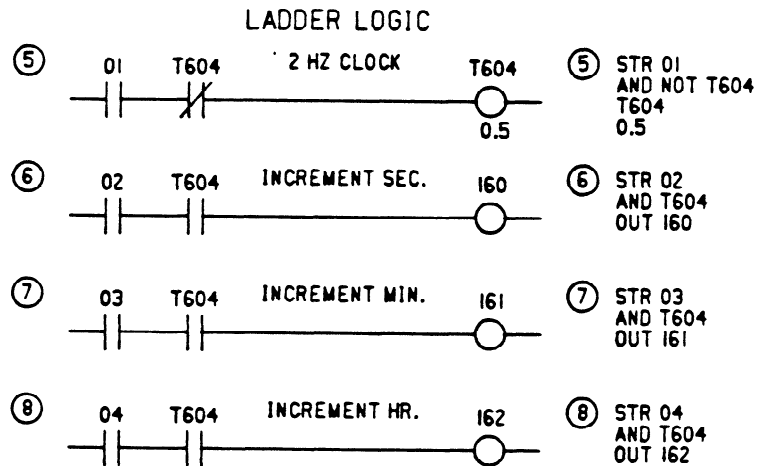 LADDER LOGIC
5 01 T604 2 HZ CLOCK T604
0.5
5 STR 01
AND NOT T604
T604
0.5
6 02 T604 INCREMENT SEC. 160
6 STR 02
AND T604
OUT 160
7 03 T604 INCREMENT MIN. 161
7 STR 03
AND T604
OUT 161
8 04 T604 INCREMENT HR. 162
8 STR 04
AND T604
OUT 162